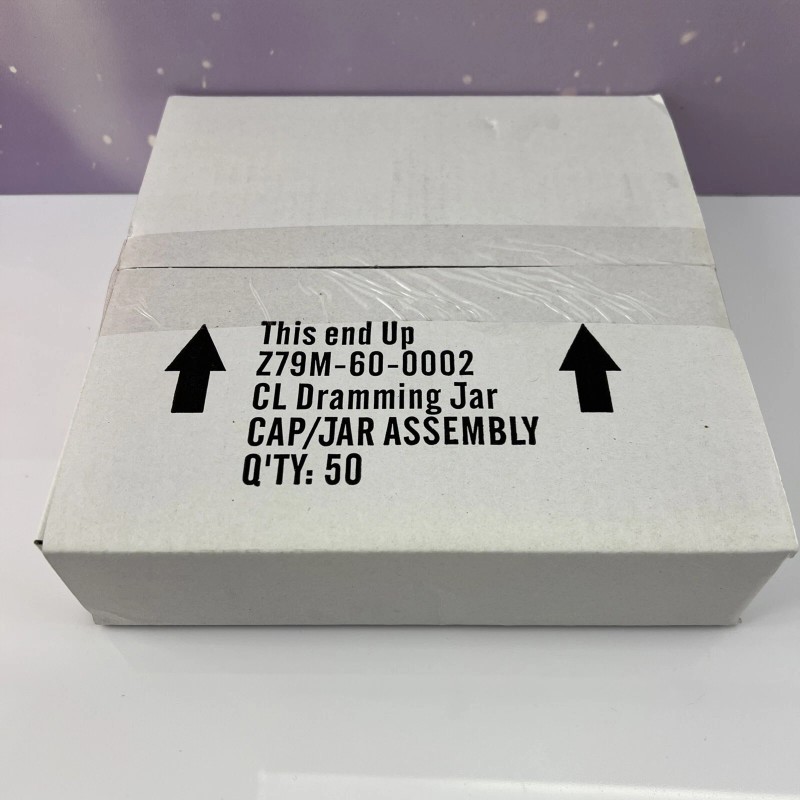 This end Up
Z79M-60-0002
CL Dramming Jar
CAP/JAR ASSEMBLY
Q'TY: 50